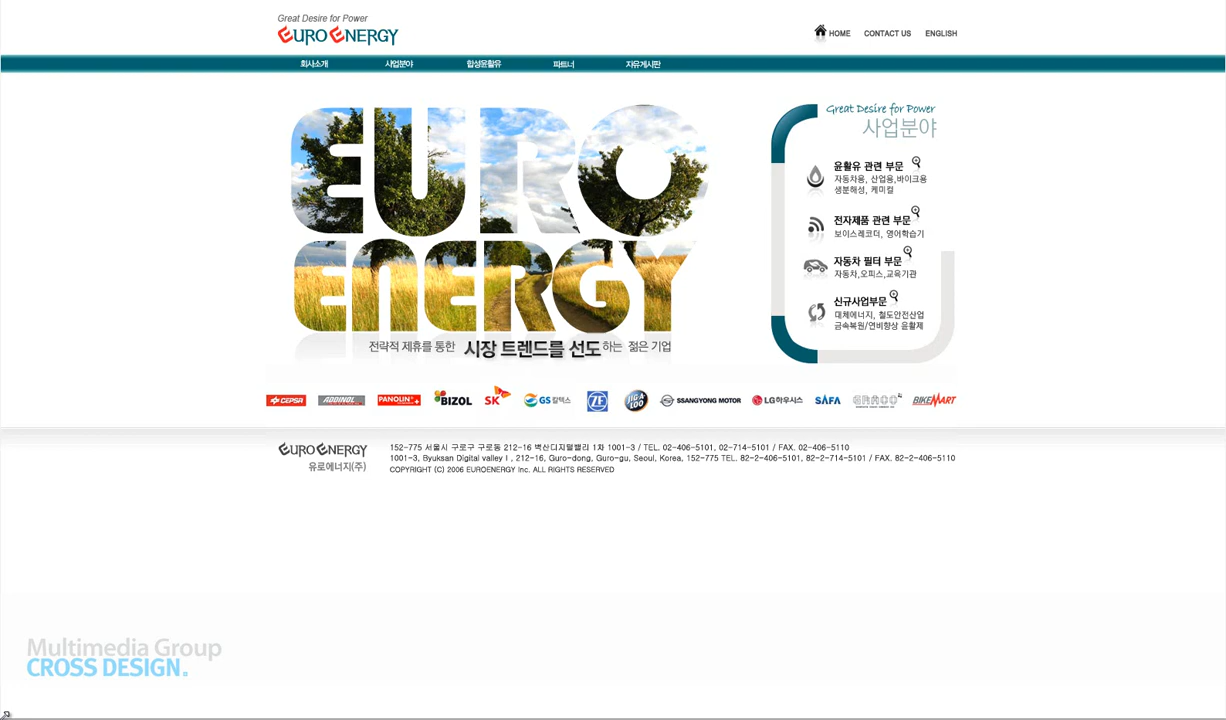 Great Desire for Power
EURO ENERGY
HOME CONTACT US ENGLISH
회사소개 사업분야 합성윤활유 파트너 자유게시판
EURO
ENERGY
전략적 제휴를 통한 시장 트렌드를 선도하는 젊은 기업
Great Desire for Power
사업분야
윤활유 관련 부문
자동차용, 산업용,바이크용
생분해성, 케미컬
전자제품 관련 부문
보이스레코더, 영어학습기
자동차 필터 부문
자동차,오피스,교육기관
신규사업부문
대체에너지, 철도안전산업
금속복원/연비향상 윤활제
CEPSA ADDINOL PANOLIN BIZOL SK GS칼텍스 ZF JIG A LOO SSANGYONG MOTOR LG하우시스 SAFA BIKEMART
EURO ENERGY
유로에너지(주)
152-775 서울시 구로구 구로동 212-16 벽산디지털밸리 1차 1001-3 / TEL. 02-406-5101, 02-714-5101 / FAX. 02-406-5110
1001-3, Byuksan Digital valley I , 212-16, Guro-dong, Guro-gu, Seoul, Korea, 152-775 TEL. 82-2-406-5101, 82-2-714-5101 / FAX. 82-2-406-5110
COPYRIGHT (C) 2006 EUROENERGY Inc. ALL RIGHTS RESERVED
Multimedia Group
CROSS DESIGN.